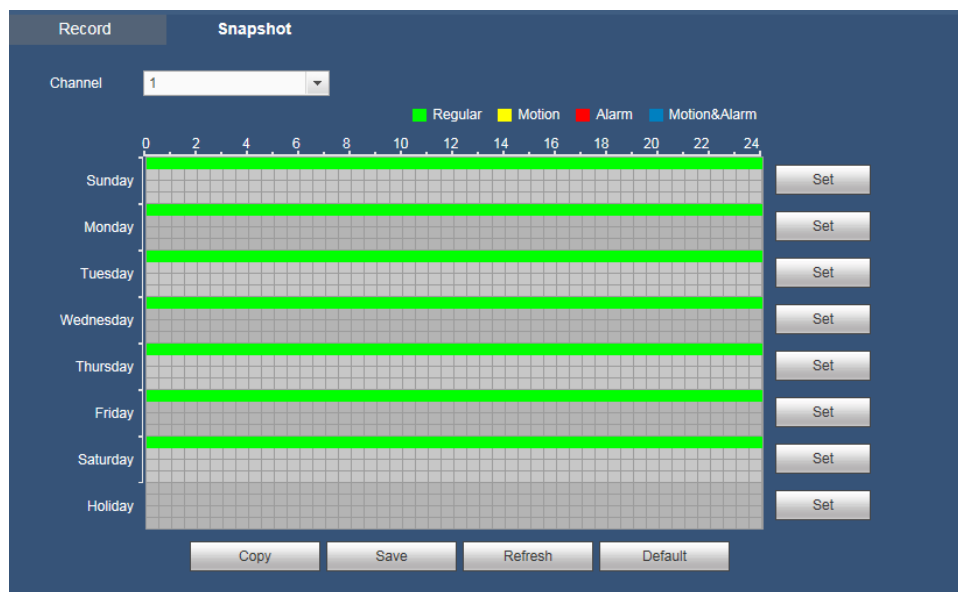 Record Snapshot
Channel 1
Regular Motion Alarm Motion&Alarm
0 2 4 6 8 10 12 14 16 18 20 22 24
Sunday Set
Monday Set
Tuesday Set
Wednesday Set
Thursday Set
Friday Set
Saturday Set
Holiday Set
Copy Save Refresh Default